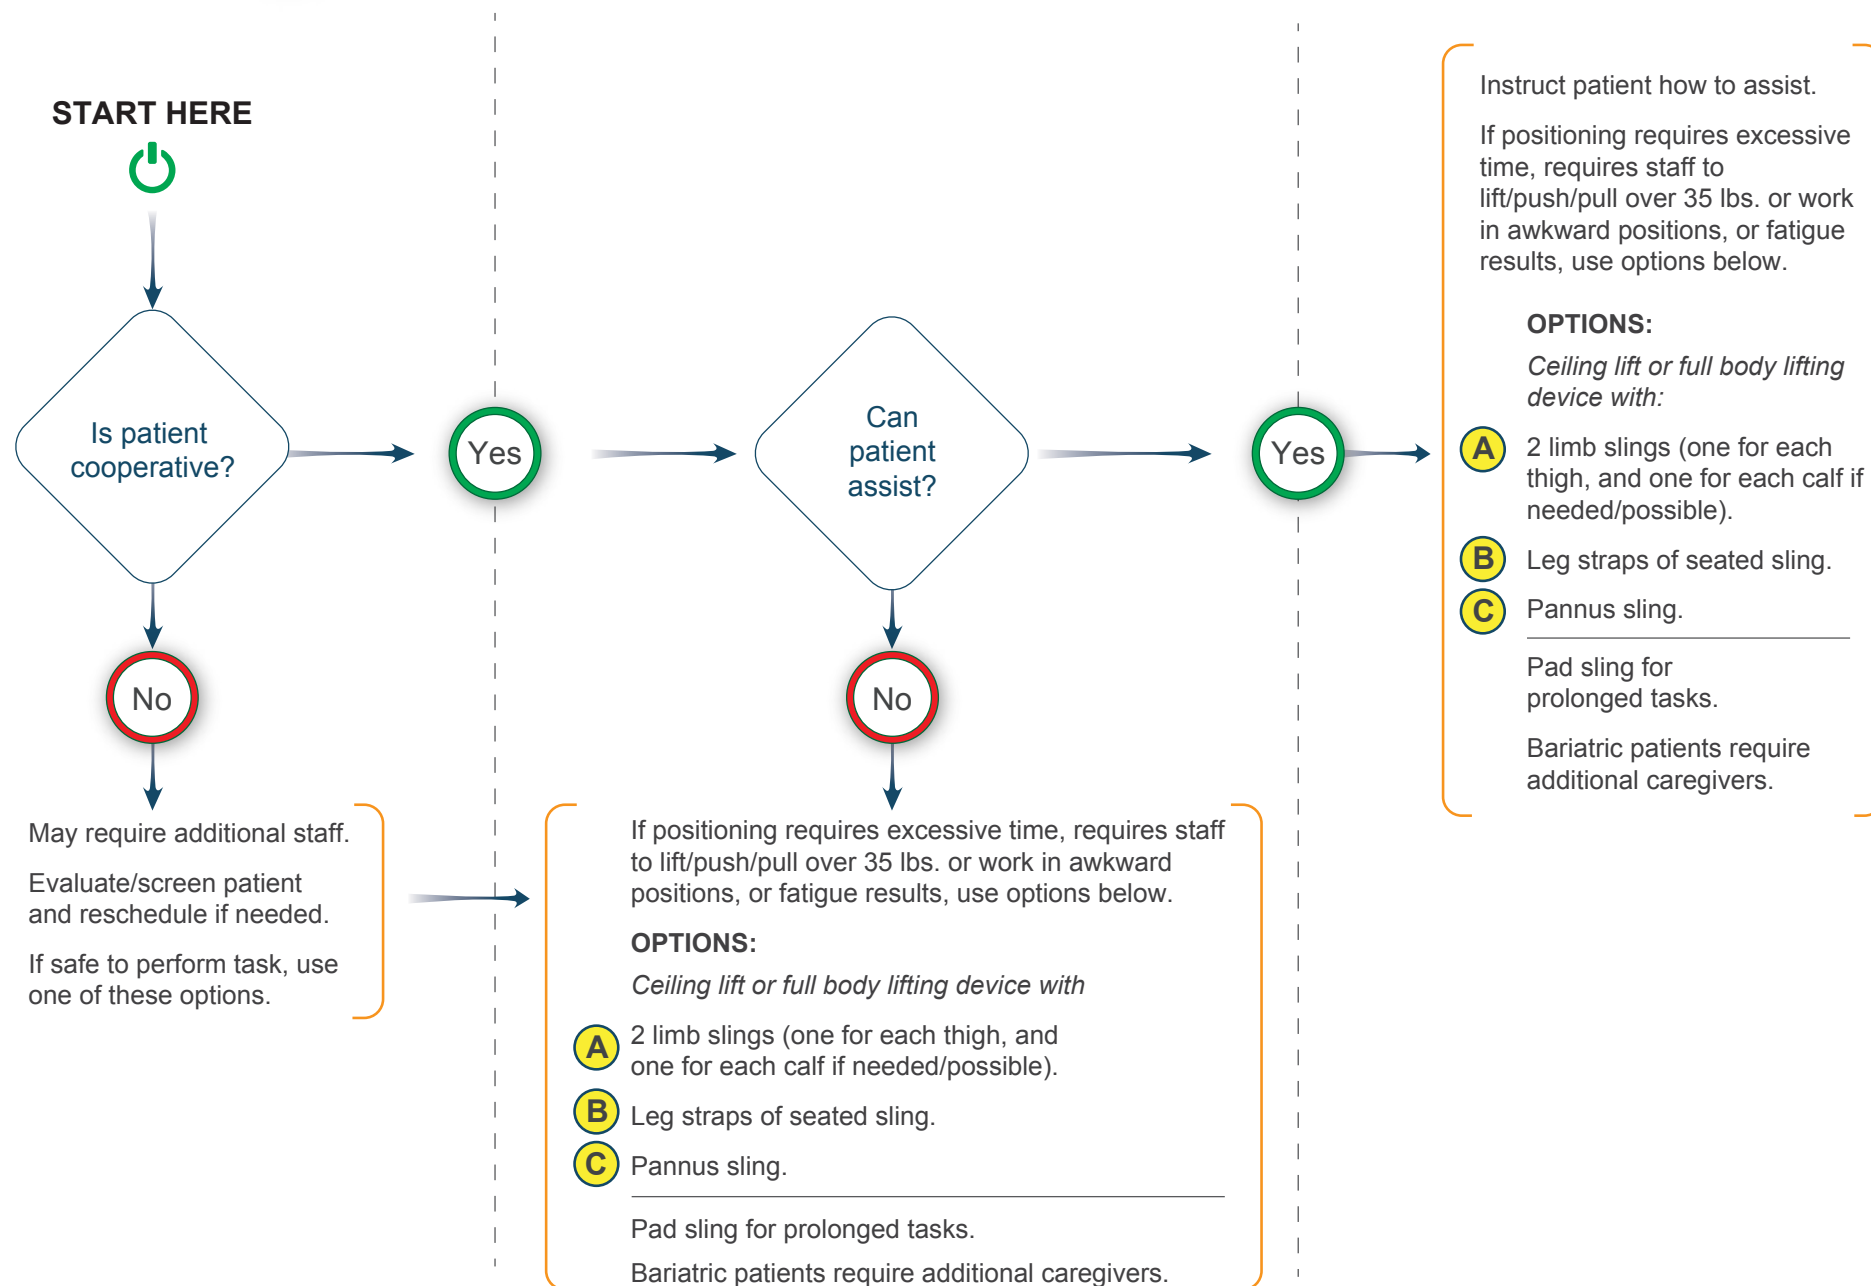 START HERE
Is patient
cooperative?
Yes
No
May require additional staff.
Evaluate/screen patient
and reschedule if needed.
If safe to perform task, use
one of these options.
Can
patient
assist?
Yes
No
If positioning requires excessive time, requires staff
to lift/push/pull over 35 lbs. or work in awkward
positions, or fatigue results, use options below.
OPTIONS:
Ceiling lift or full body lifting device with
A 2 limb slings (one for each thigh, and
one for each calf if needed/possible).
B Leg straps of seated sling.
C Pannus sling.
Pad sling for prolonged tasks.
Bariatric patients require additional caregivers.
Instruct patient how to assist.
If positioning requires excessive
time, requires staff to
lift/push/pull over 35 lbs. or work
in awkward positions, or fatigue
results, use options below.
OPTIONS:
Ceiling lift or full body lifting
device with:
A 2 limb slings (one for each
thigh, and one for each calf if
needed/possible).
B Leg straps of seated sling.
C Pannus sling.
Pad sling for
prolonged tasks.
Bariatric patients require
additional caregivers.